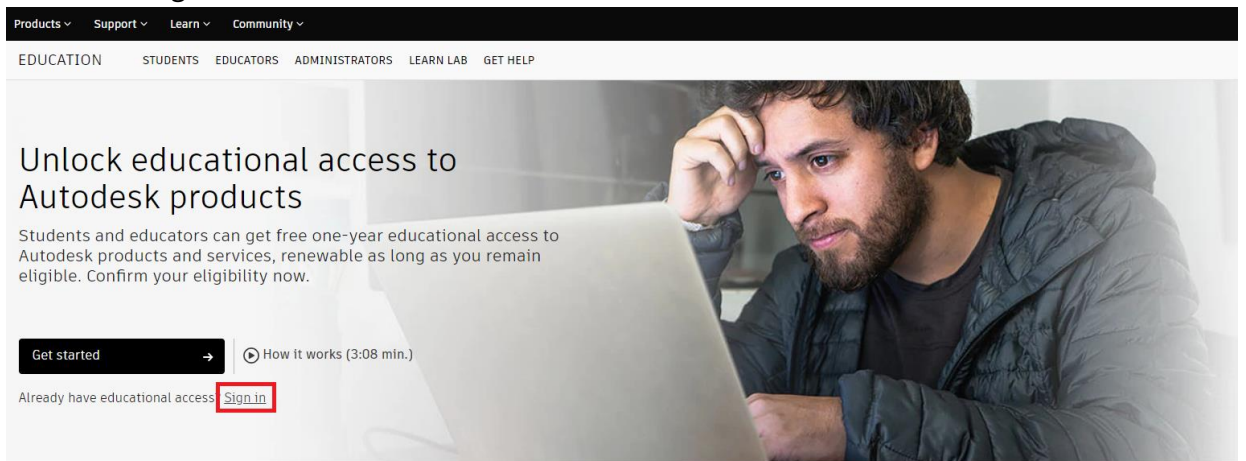 Products Support Learn Community
EDUCATION STUDENTS EDUCATORS ADMINISTRATORS LEARN LAB GET HELP
Unlock educational access to
Autodesk products
Students and educators can get free one-year educational access to
Autodesk products and services, renewable as long as you remain
eligible. Confirm your eligibility now.
Get started → How it works (3:08 min.)
Already have educational access? Sign in